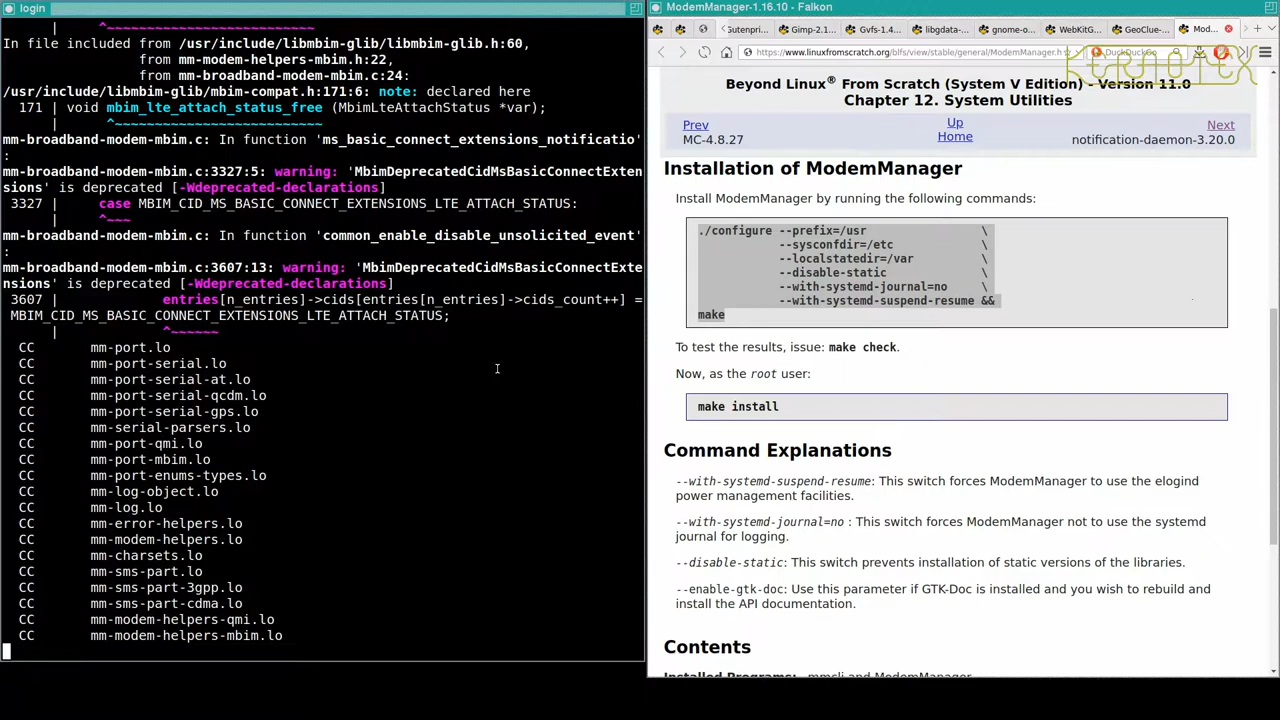 login
|
In file included from /usr/include/libmbim-glib/libmbim-glib.h:60,
from mm-modem-helpers-mbim.h:22,
from mm-broadband-modem-mbim.c:24:
/usr/include/libmbim-glib/mbim-compat.h:171:6: note: declared here
171 | void mbim_lte_attach_status_free (MbimLteAttachStatus *var);
| ^~~~~~~~~~~~~~~~~~~~~~~~~~~
mm-broadband-modem-mbim.c: In function 'ms_basic_connect_extensions_notificatio'
:
mm-broadband-modem-mbim.c:3327:5: warning: 'MbimDeprecatedCidMsBasicConnectExten
sions' is deprecated [-Wdeprecated-declarations]
3327 | case MBIM_CID_MS_BASIC_CONNECT_EXTENSIONS_LTE_ATTACH_STATUS:
| ^~~~
mm-broadband-modem-mbim.c: In function 'common_enable_disable_unsolicited_event'
:
mm-broadband-modem-mbim.c:3607:13: warning: 'MbimDeprecatedCidMsBasicConnectExte
nsions' is deprecated [-Wdeprecated-declarations]
3607 | entries[n_entries]->cids[entries[n_entries]->cids_count++] =
MBIM_CID_MS_BASIC_CONNECT_EXTENSIONS_LTE_ATTACH_STATUS;
| ^~~~~~~
CC mm-port.lo
CC mm-port-serial.lo
CC mm-port-serial-at.lo
CC mm-port-serial-qcdm.lo
CC mm-port-serial-gps.lo
CC mm-serial-parsers.lo
CC mm-port-qmi.lo
CC mm-port-mbim.lo
CC mm-port-enums-types.lo
CC mm-log-object.lo
CC mm-log.lo
CC mm-error-helpers.lo
CC mm-modem-helpers.lo
CC mm-charsets.lo
CC mm-sms-part.lo
CC mm-sms-part-3gpp.lo
CC mm-sms-part-cdma.lo
CC mm-modem-helpers-qmi.lo
CC mm-modem-helpers-mbim.lo
ModemManager-1.16.10 - Falkon
Gutenpri Gimp-2.1.. Gvfs-1.4.. libgdata-.. gnome-o.. WebKitG.. GeoClue-.. Mod...
https://www.linuxfromscratch.org/blfs/view/stable/general/ModemManager.h DuckDuckGo
KERNOTEX
Beyond Linux® From Scratch (System V Edition) - Version 11.0
Chapter 12. System Utilities
Prev Up Next
MC-4.8.27 Home notification-daemon-3.20.0
Installation of ModemManager
Install ModemManager by running the following commands:
./configure --prefix=/usr \
--sysconfdir=/etc \
--localstatedir=/var \
--disable-static \
--with-systemd-journal=no \
--with-systemd-suspend-resume &&
make
To test the results, issue: make check.
Now, as the root user:
make install
Command Explanations
--with-systemd-suspend-resume: This switch forces ModemManager to use the elogind
power management facilities.
--with-systemd-journal=no : This switch forces ModemManager not to use the systemd
journal for logging.
--disable-static: This switch prevents installation of static versions of the libraries.
--enable-gtk-doc: Use this parameter if GTK-Doc is installed and you wish to rebuild and
install the API documentation.
Contents
Installed Programs: mmcli and ModemManager